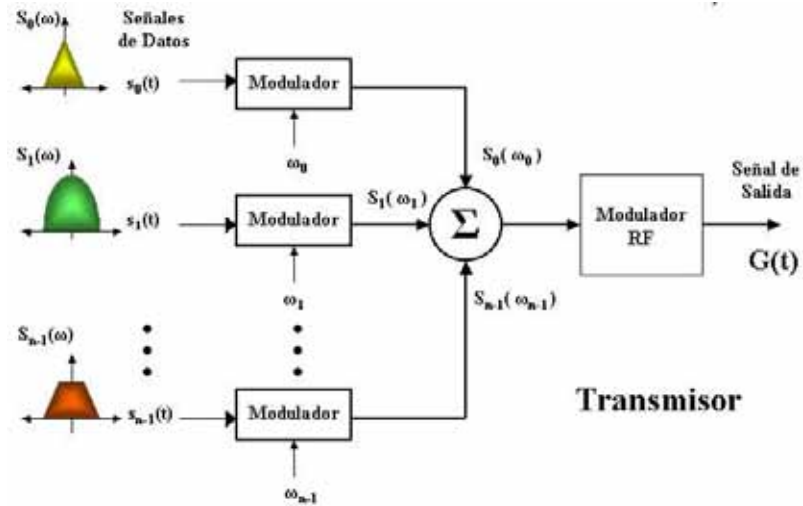 S₀(ω)
Señales
de Datos
s₀(t)
Modulador
ω₀
S₀(ω₀)
S₁(ω)
s₁(t)
Modulador
ω₁
S₁(ω₁)
Σ
Modulador
RF
Señal de
Salida
G(t)
Sₙ₋₁(ω)
sₙ₋₁(t)
Modulador
ωₙ₋₁
Sₙ₋₁(ωₙ₋₁)
Transmisor